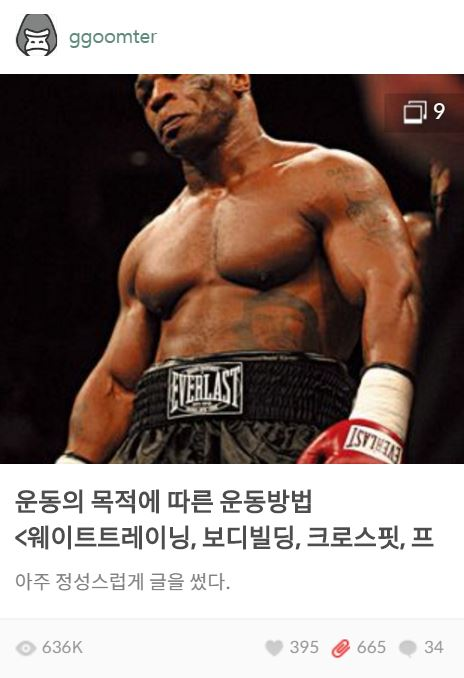 ggoomter
9
EVERLAST
EVERLAST
운동의 목적에 따른 운동방법
<웨이트트레이닝, 보디빌딩, 크로스핏, 프
아주 정성스럽게 글을 썼다.
636K 395 665 34